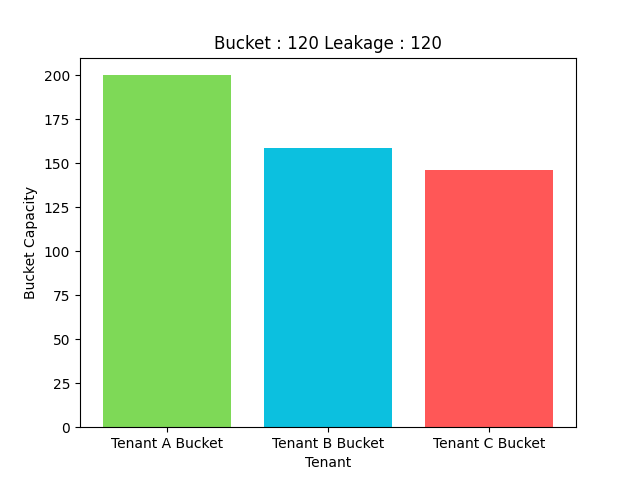 Bucket : 120 Leakage : 120
200
175
150
125
100
75
50
25
0
Bucket Capacity
Tenant A Bucket Tenant B Bucket Tenant C Bucket
Tenant